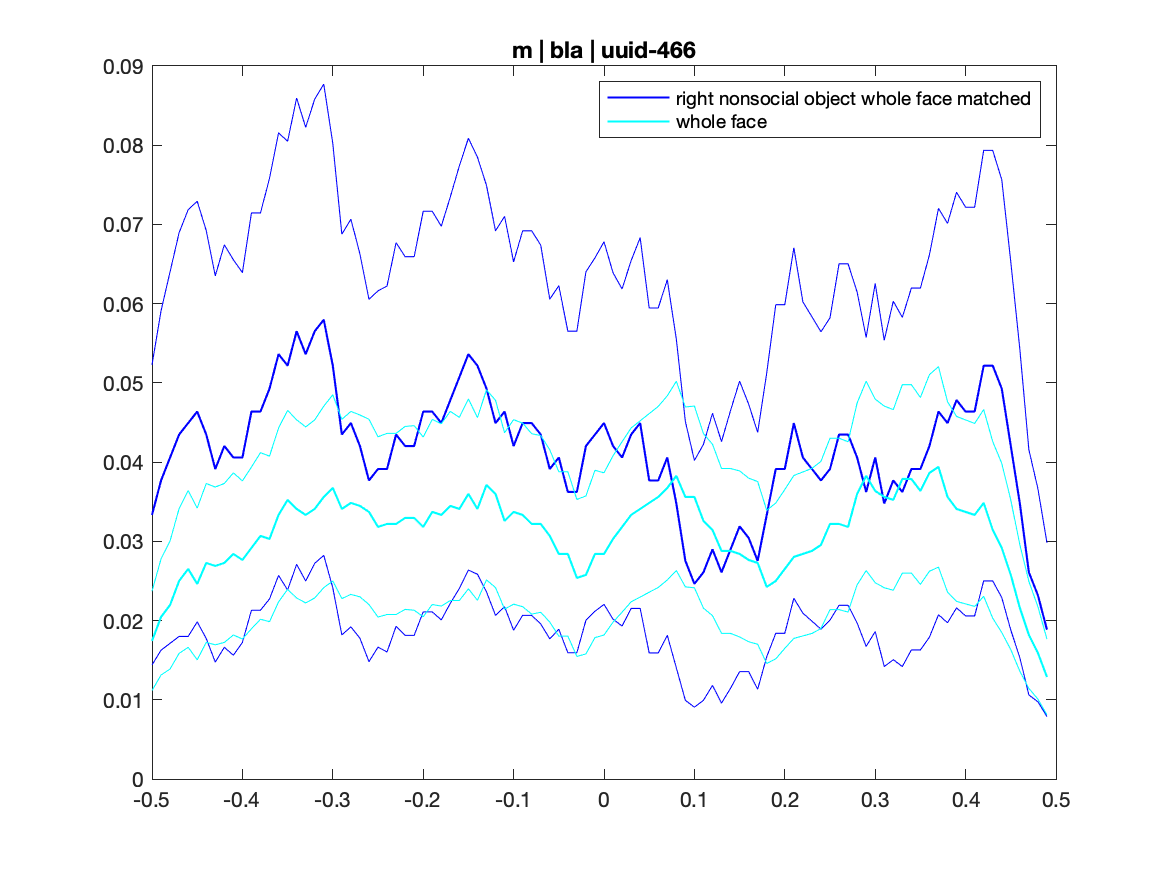 m | bla | uuid-466
right nonsocial object whole face matched
whole face
0.09
0.08
0.07
0.06
0.05
0.04
0.03
0.02
0.01
0
-0.5 -0.4 -0.3 -0.2 -0.1 0 0.1 0.2 0.3 0.4 0.5